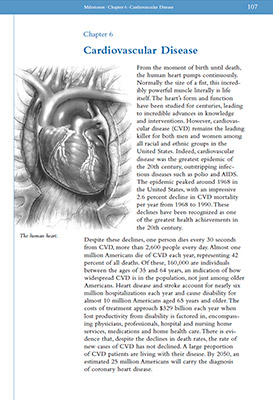 Milestones · Chapter 6 · Cardiovascular Disease
107
Chapter 6
Cardiovascular Disease
From the moment of birth until death,
the human heart pumps continuously.
Normally the size of a fist, this incred-
ibly powerful muscle literally is life
itself. The heart's form and function
have been studied for centuries, leading
to incredible advances in knowledge
and interventions. However, cardiovas-
cular disease (CVD) remains the leading
killer for both men and women among
all racial and ethnic groups in the
United States. Indeed, cardiovascular
disease was the greatest epidemic of
the 20th century, outstripping infec-
tious diseases such as polio and AIDS.
The epidemic peaked around 1968 in
the United States, with an impressive
2.6 percent decline in CVD mortality
per year from 1968 to 1990. These
declines have been recognized as one
of the greatest health achievements in
the 20th century.
The human heart.
Despite these declines, one person dies every 30 seconds
from CVD, more than 2,600 people every day. Almost one
million Americans die of CVD each year, representing 42
percent of all deaths. Of these, 160,000 are individuals
between the ages of 35 and 64 years, an indication of how
widespread CVD is in the population, not just among older
Americans. Heart disease and stroke account for nearly six
million hospitalizations each year and cause disability for
almost 10 million Americans aged 65 years and older. The
costs of treatment approach $329 billion each year when
lost productivity from disability is factored in, encompass-
ing physicians, professionals, hospital and nursing home
services, medications and home health care. There is evi-
dence that, despite the declines in death rates, the rate of
new cases of CVD has not declined. A large proportion
of CVD patients are living with their disease. By 2050, an
estimated 25 million Americans will carry the diagnosis
of coronary heart disease.